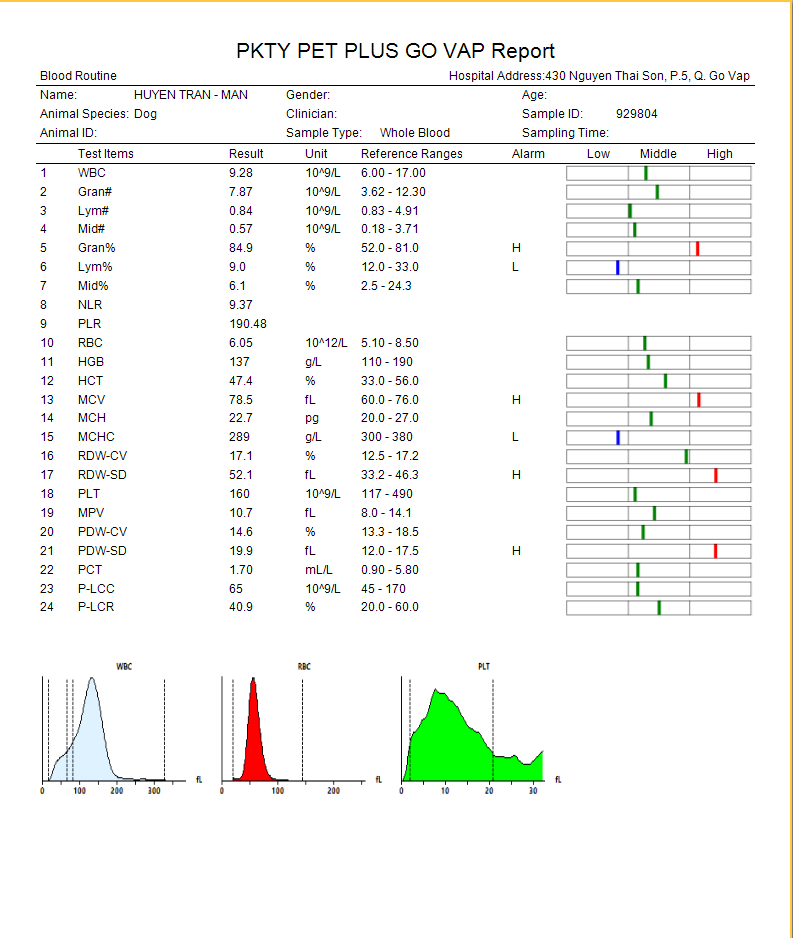 PKTY PET PLUS GO VAP Report
Blood Routine Hospital Address:430 Nguyen Thai Son, P.5, Q. Go Vap
Name: HUYEN TRAN - MAN Gender: Age:
Animal Species: Dog Clinician: Sample ID: 929804
Animal ID: Sample Type: Whole Blood Sampling Time:
Test Items Result Unit Reference Ranges Alarm Low Middle High
1 WBC 9.28 10^9/L 6.00 - 17.00
2 Gran# 7.87 10^9/L 3.62 - 12.30
3 Lym# 0.84 10^9/L 0.83 - 4.91
4 Mid# 0.57 10^9/L 0.18 - 3.71
5 Gran% 84.9 % 52.0 - 81.0 H
6 Lym% 9.0 % 12.0 - 33.0 L
7 Mid% 6.1 % 2.5 - 24.3
8 NLR 9.37
9 PLR 190.48
10 RBC 6.05 10^12/L 5.10 - 8.50
11 HGB 137 g/L 110 - 190
12 HCT 47.4 % 33.0 - 56.0
13 MCV 78.5 fL 60.0 - 76.0 H
14 MCH 22.7 pg 20.0 - 27.0
15 MCHC 289 g/L 300 - 380 L
16 RDW-CV 17.1 % 12.5 - 17.2
17 RDW-SD 52.1 fL 33.2 - 46.3 H
18 PLT 160 10^9/L 117 - 490
19 MPV 10.7 fL 8.0 - 14.1
20 PDW-CV 14.6 % 13.3 - 18.5
21 PDW-SD 19.9 fL 12.0 - 17.5 H
22 PCT 1.70 mL/L 0.90 - 5.80
23 P-LCC 65 10^9/L 45 - 170
24 P-LCR 40.9 % 20.0 - 60.0
WBC RBC PLT
fL fL fL
0 100 200 300 0 100 200 0 10 20 30